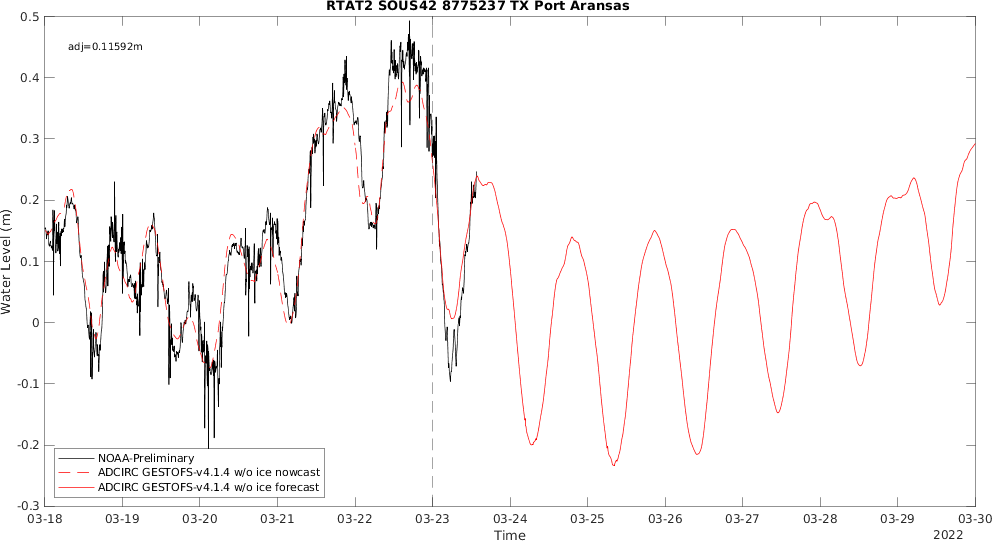 RTAT2 SOUS42 8775237 TX Port Aransas
adj=0.11592m
0.5
0.4
0.3
0.2
0.1
0
-0.1
-0.2
-0.3
Water Level (m)
NOAA-Preliminary
ADCIRC GESTOFS-v4.1.4 w/o ice nowcast
ADCIRC GESTOFS-v4.1.4 w/o ice forecast
03-18 03-19 03-20 03-21 03-22 03-23 03-24 03-25 03-26 03-27 03-28 03-29 03-30
Time
2022